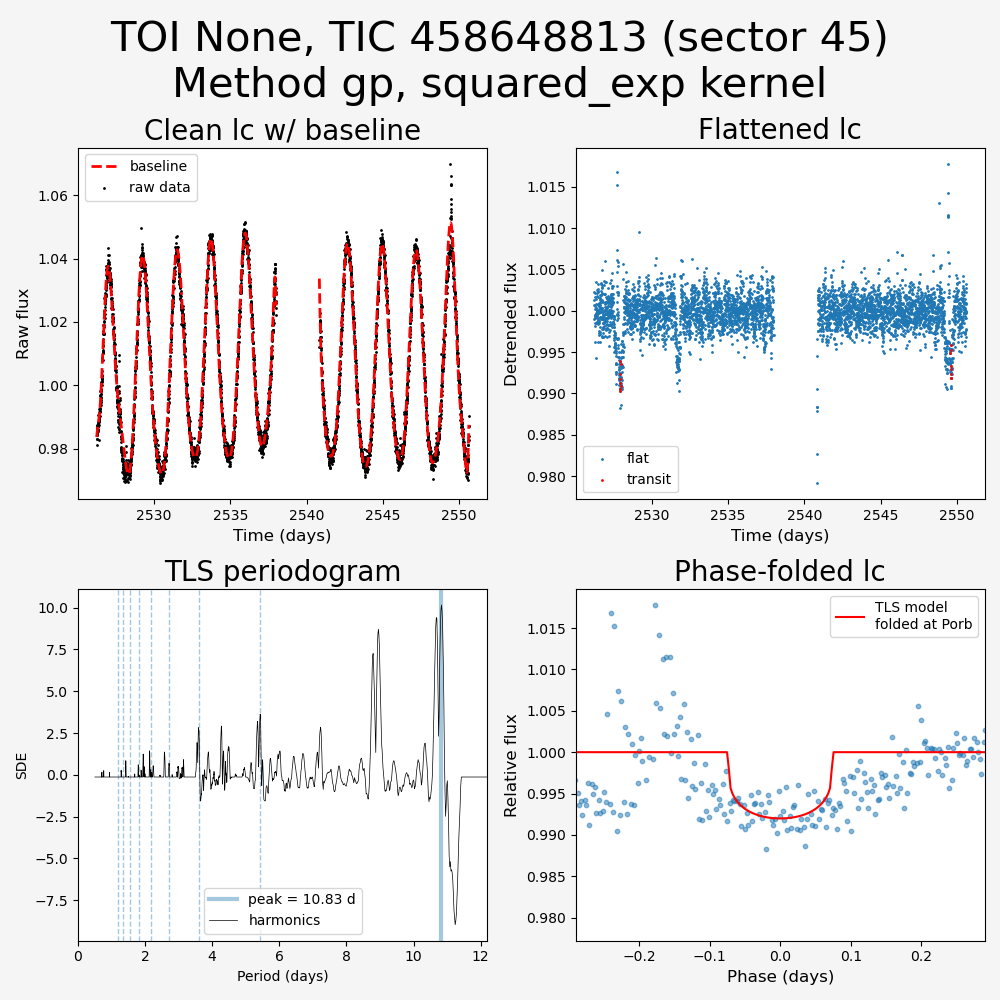 TOI None, TIC 458648813 (sector 45)
Method gp, squared_exp kernel
Clean lc w/ baseline
baseline
raw data
Raw flux
1.06
1.04
1.02
1.00
0.98
2530
2535
2540
2545
2550
Time (days)
Flattened lc
flat
transit
Detrended flux
1.015
1.010
1.005
1.000
0.995
0.990
0.985
0.980
2530
2535
2540
2545
2550
Time (days)
TLS periodogram
peak = 10.83 d
harmonics
SDE
10.0
7.5
5.0
2.5
0.0
−2.5
−5.0
−7.5
0
2
4
6
8
10
12
Period (days)
Phase-folded lc
TLS model
folded at Porb
Relative flux
1.015
1.010
1.005
1.000
0.995
0.990
0.985
0.980
−0.2
−0.1
0.0
0.1
0.2
Phase (days)